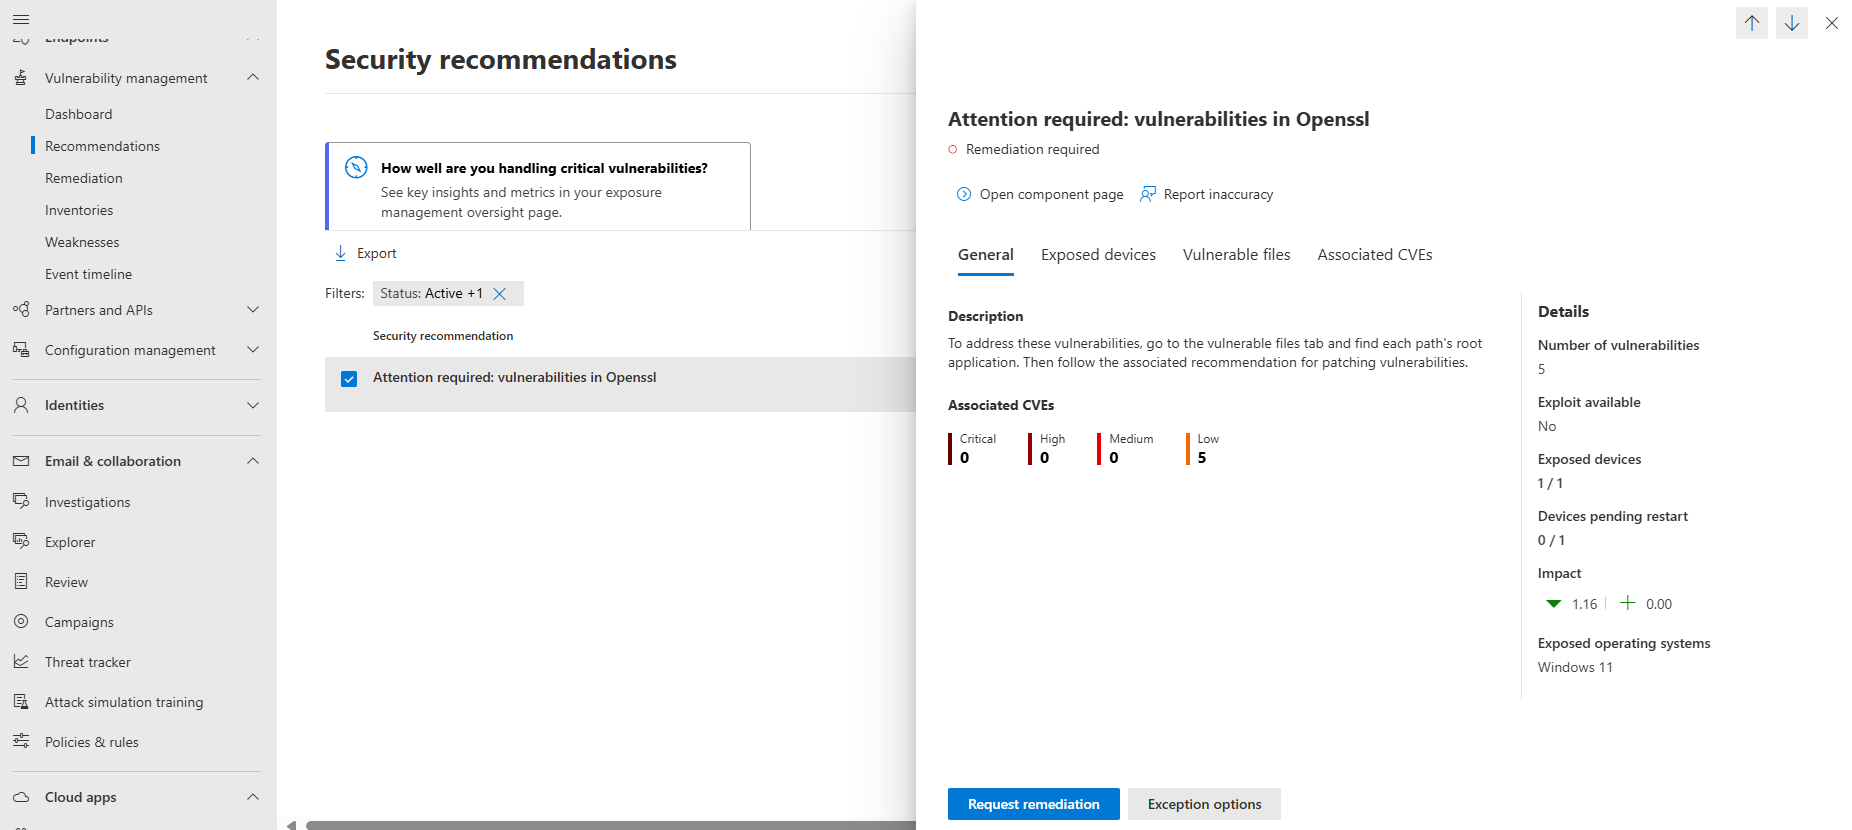 Endpoints
Vulnerability management
Dashboard
Recommendations
Remediation
Inventories
Weaknesses
Event timeline
Partners and APIs
Configuration management
Identities
Email & collaboration
Investigations
Explorer
Review
Campaigns
Threat tracker
Attack simulation training
Policies & rules
Cloud apps
Security recommendations
How well are you handling critical vulnerabilities?
See key insights and metrics in your exposure
management oversight page.
Export
Filters: Status: Active +1
Security recommendation
Attention required: vulnerabilities in Openssl
Attention required: vulnerabilities in Openssl
Remediation required
Open component page Report inaccuracy
General Exposed devices Vulnerable files Associated CVEs
Description
To address these vulnerabilities, go to the vulnerable files tab and find each path's root
application. Then follow the associated recommendation for patching vulnerabilities.
Associated CVEs
Critical High Medium Low
0 0 0 5
Details
Number of vulnerabilities
5
Exploit available
No
Exposed devices
1 / 1
Devices pending restart
0 / 1
Impact
1.16 0.00
Exposed operating systems
Windows 11
Request remediation Exception options